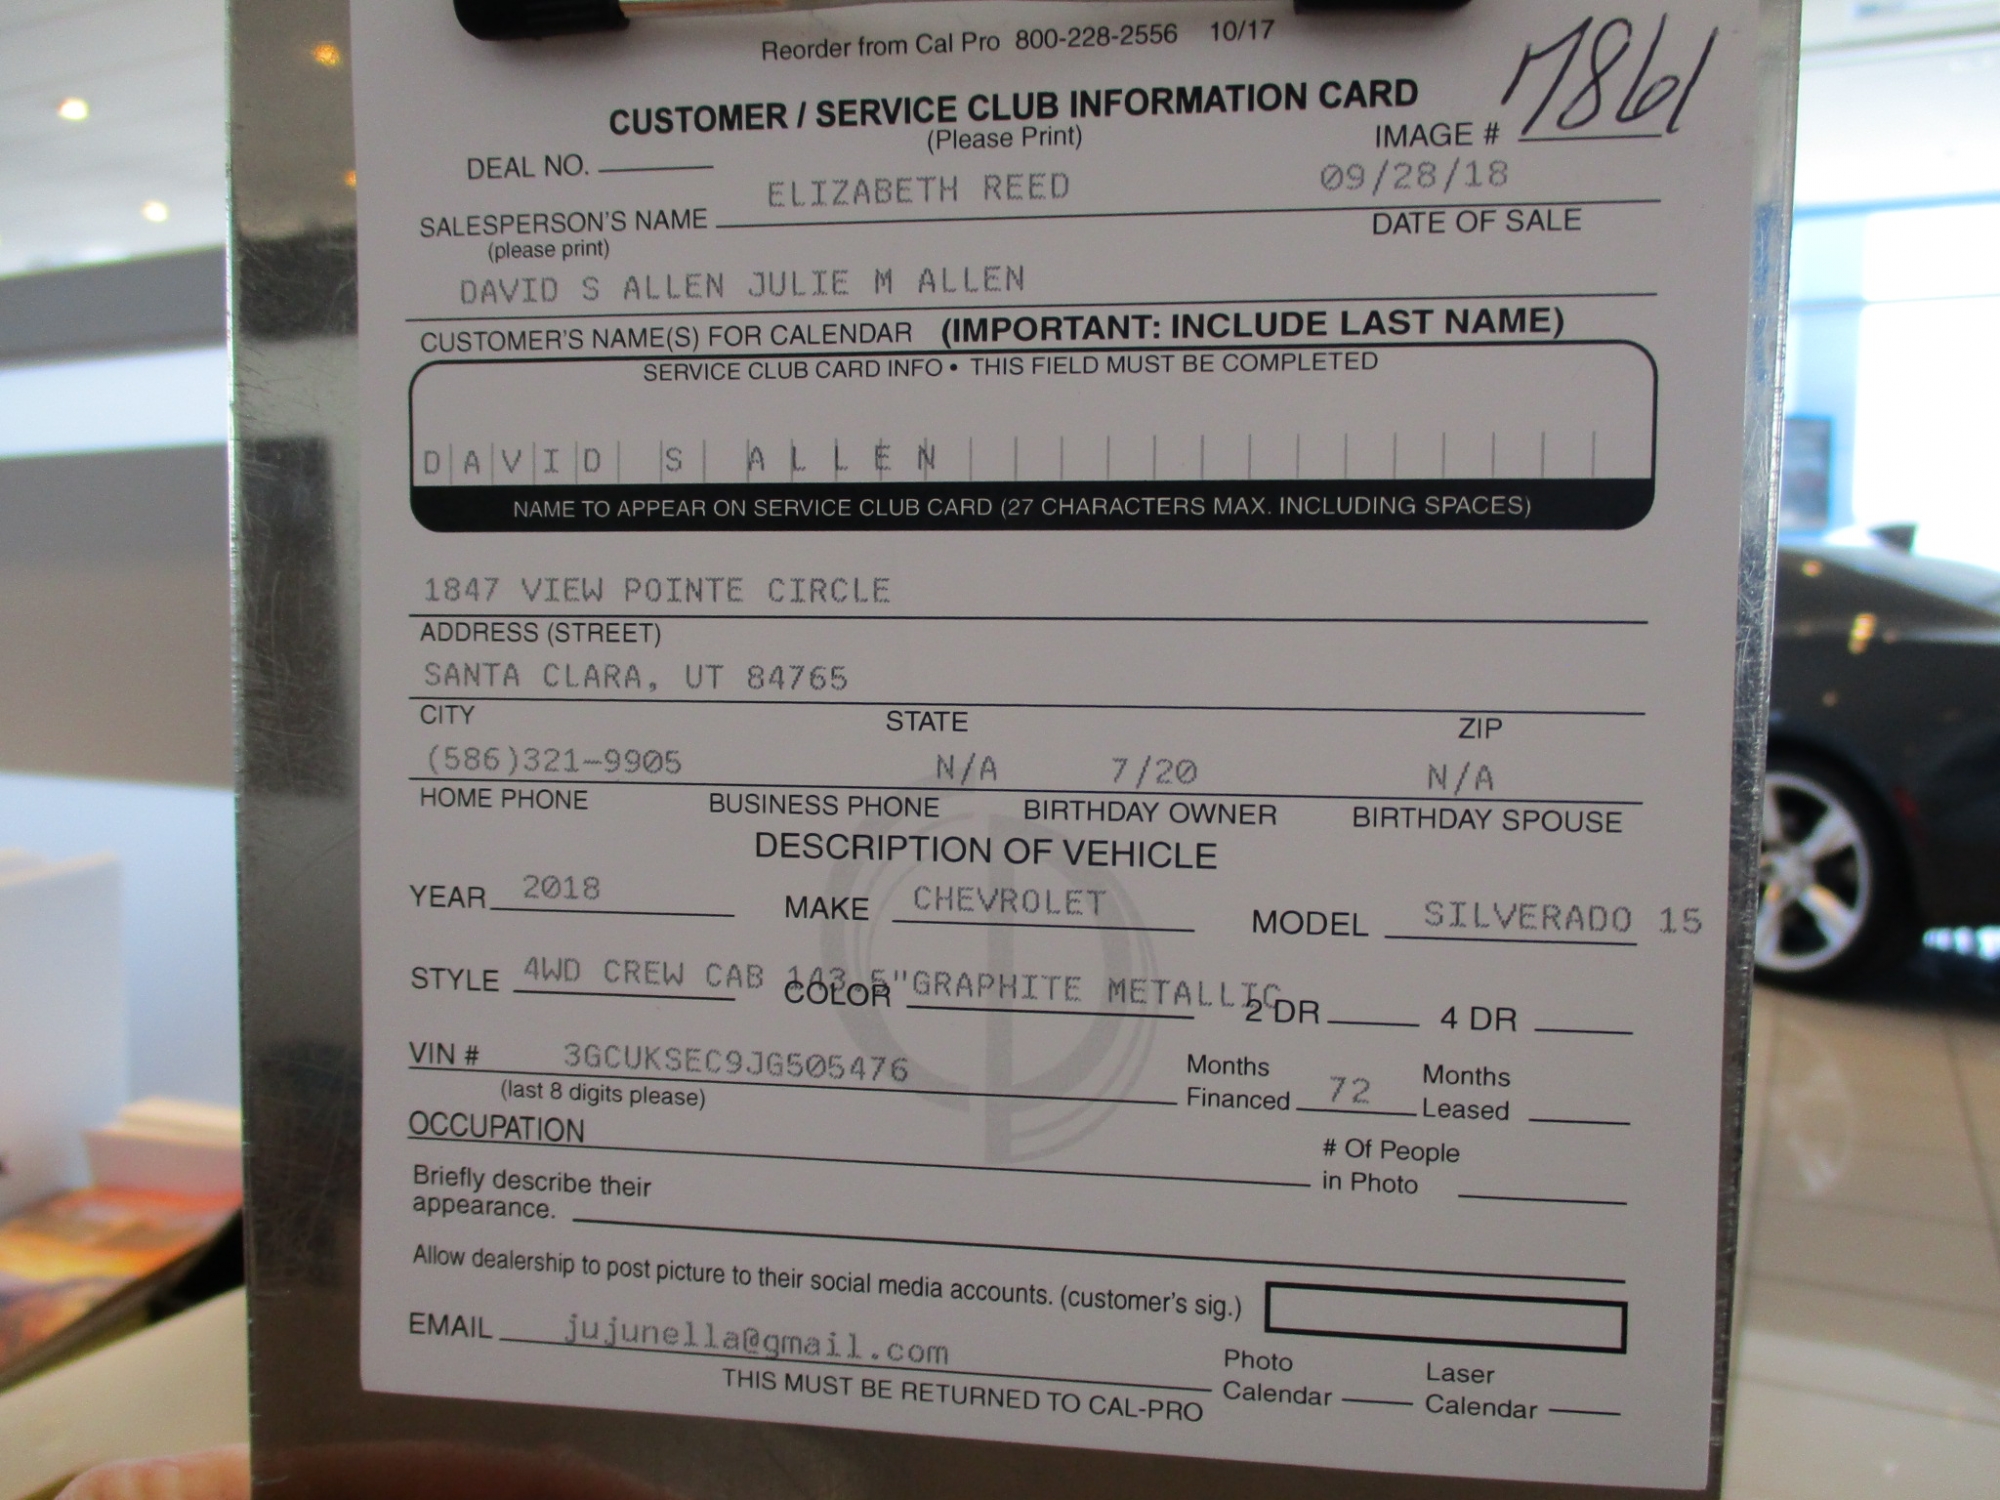 Reorder from Cal Pro 800-228-2556 10/17
CUSTOMER / SERVICE CLUB INFORMATION CARD
(Please Print)
IMAGE # 7861
DEAL NO.
ELIZABETH REED 09/28/18
SALESPERSON'S NAME DATE OF SALE
(please print)
DAVID S ALLEN JULIE M ALLEN
CUSTOMER'S NAME(S) FOR CALENDAR (IMPORTANT: INCLUDE LAST NAME)
SERVICE CLUB CARD INFO • THIS FIELD MUST BE COMPLETED
DAVID S ALLEN
NAME TO APPEAR ON SERVICE CLUB CARD (27 CHARACTERS MAX. INCLUDING SPACES)
1847 VIEW POINTE CIRCLE
ADDRESS (STREET)
SANTA CLARA, UT 84765
CITY STATE ZIP
(586)321-9905 N/A 7/20 N/A
HOME PHONE BUSINESS PHONE BIRTHDAY OWNER BIRTHDAY SPOUSE
DESCRIPTION OF VEHICLE
YEAR 2018 MAKE CHEVROLET MODEL SILVERADO 15
STYLE 4WD CREW CAB 143.5" COLOR GRAPHITE METALLIC 2 DR 4 DR
VIN # 3GCUKSEC9JG505476
(last 8 digits please)
Months Financed 72 Months Leased
OCCUPATION
# Of People in Photo
Briefly describe their
appearance.
Allow dealership to post picture to their social media accounts. (customer's sig.)
EMAIL jujunella@gmail.com
Photo Calendar Laser Calendar
THIS MUST BE RETURNED TO CAL-PRO